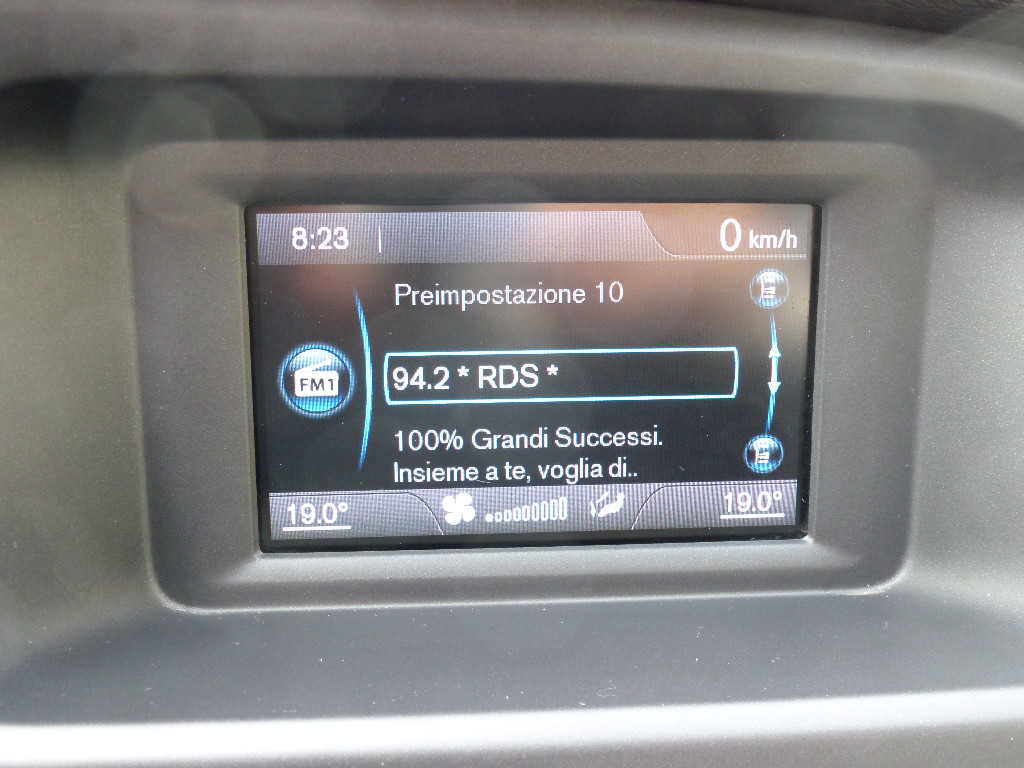 8:23
0 km/h
Preimpostazione 10
FM1
94.2 * RDS *
100% Grandi Successi.
Insieme a te, voglia di..
19.0°
19.0°